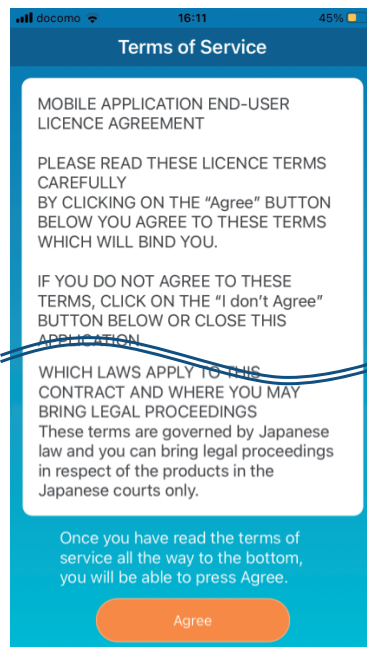 docomo 16:11 45%
Terms of Service
MOBILE APPLICATION END-USER
LICENCE AGREEMENT
PLEASE READ THESE LICENCE TERMS
CAREFULLY
BY CLICKING ON THE “Agree” BUTTON
BELOW YOU AGREE TO THESE TERMS
WHICH WILL BIND YOU.
IF YOU DO NOT AGREE TO THESE
TERMS, CLICK ON THE “I don’t Agree”
BUTTON BELOW OR CLOSE THIS
APPLICATION
WHICH LAWS APPLY TO THIS
CONTRACT AND WHERE YOU MAY
BRING LEGAL PROCEEDINGS
These terms are governed by Japanese
law and you can bring legal proceedings
in respect of the products in the
Japanese courts only.
Once you have read the terms of
service all the way to the bottom,
you will be able to press Agree.
Agree